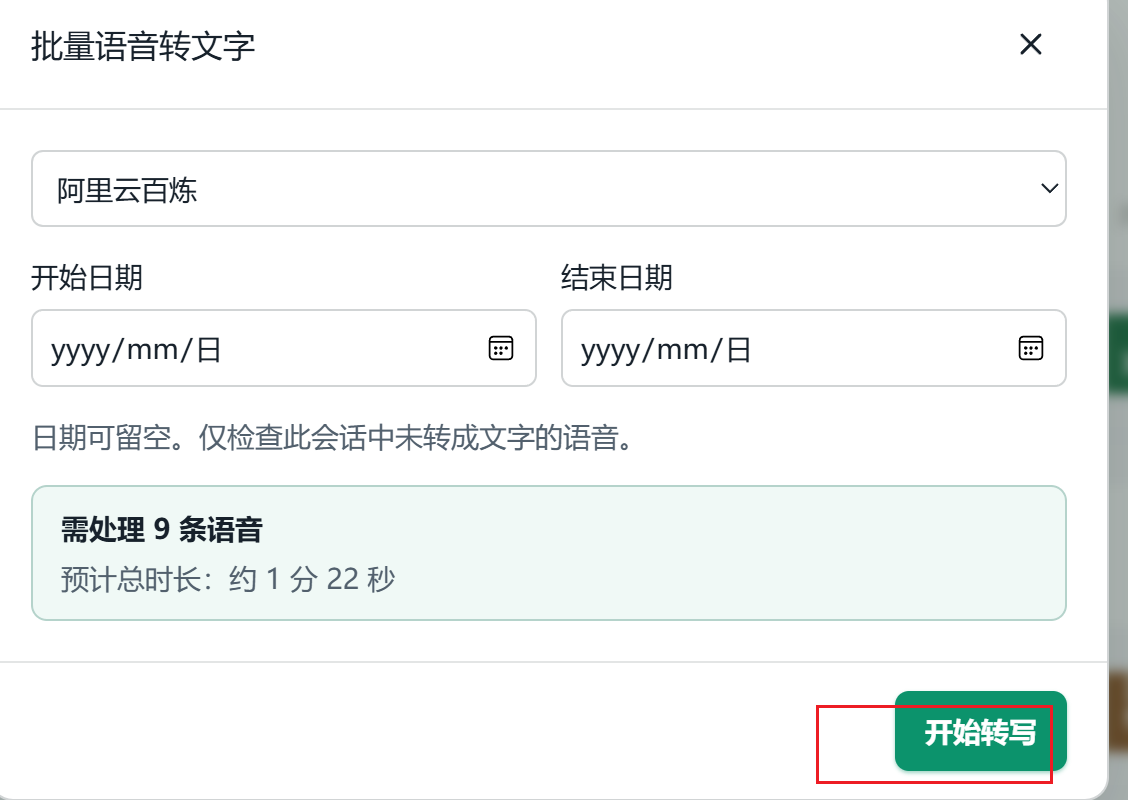 批量语音转文字
阿里云百炼
开始日期
结束日期
yyyy/mm/日
yyyy/mm/日
日期可留空。仅检查此会话中未转成文字的语音。
需处理 9 条语音
预计总时长：约 1 分 22 秒
开始转写